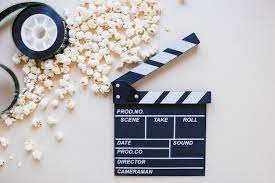 PROD.NO.
SCENE TAKE ROLL
DATE SOUND
PROD.CO.
DIRECTOR
CAMERAMAN